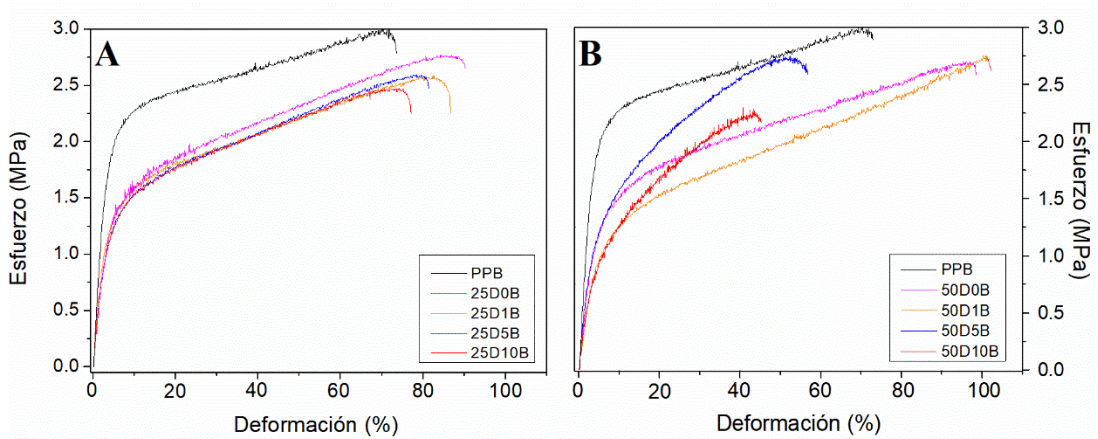 A
Esfuerzo (MPa)
3.0
2.5
2.0
1.5
1.0
0.5
0.0
0 20 40 60 80 100
Deformación (%)
PPB
25D0B
25D1B
25D5B
25D10B
B
Esfuerzo (MPa)
3.0
2.5
2.0
1.5
1.0
0.5
0.0
0 20 40 60 80 100
Deformación (%)
PPB
50D0B
50D1B
50D5B
50D10B